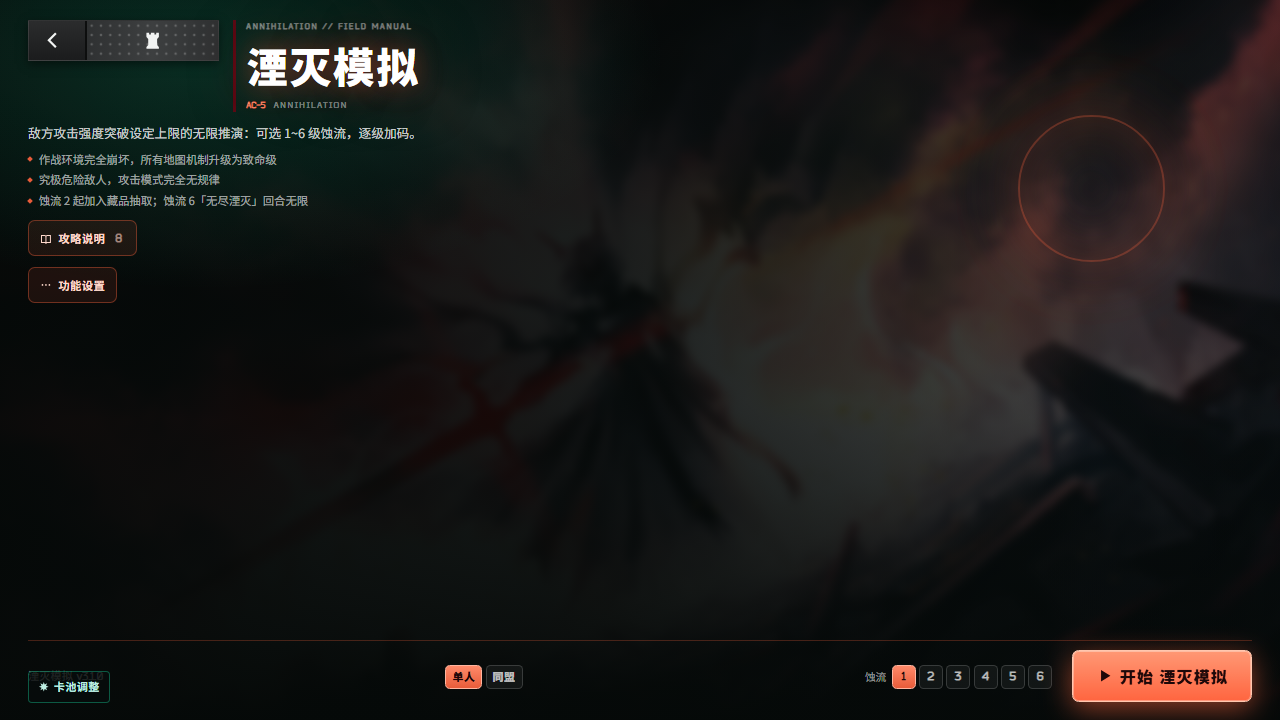 ANNIHILATION // FIELD MANUAL
湮灭模拟
AC-5 ANNIHILATION
敌方攻击强度突破设定上限的无限推演：可选 1~6 级蚀流，逐级加码。
作战环境完全崩坏，所有地图机制升级为致命级
究极危险敌人，攻击模式完全无规律
蚀流 2 起加入藏品抽取；蚀流 6「无尽湮灭」回合无限
攻略说明 8
功能设置
卡池调整
单人 同盟
蚀流 1 2 3 4 5 6
开始 湮灭模拟